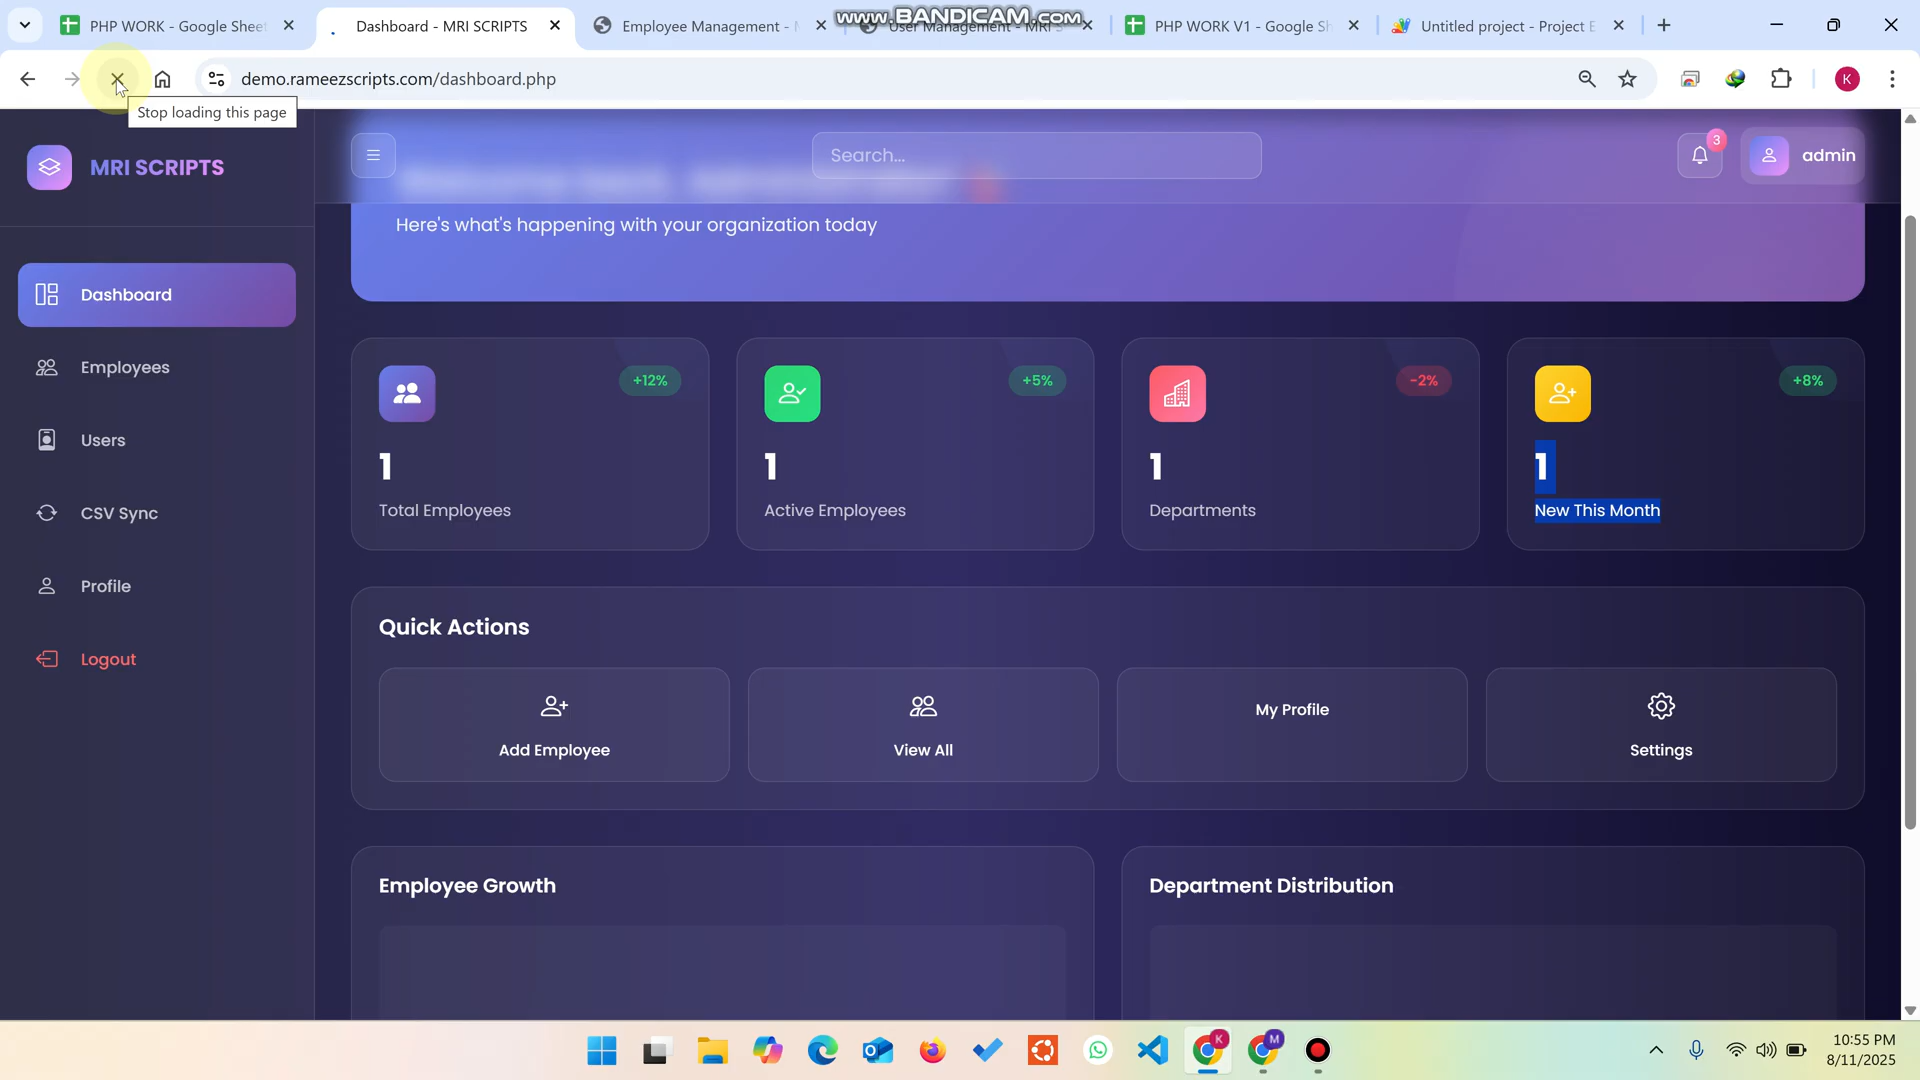 PHP WORK - Google Sheet
Dashboard - MRI SCRIPTS
Employee Management -
User Management - MRI S
PHP WORK V1 - Google Sh
Untitled project - Project E
www.BANDICAM.com
demo.rameezscripts.com/dashboard.php
K
Stop loading this page
MRI SCRIPTS
Search...
3
admin
Welcome back, Administrator!
Here's what's happening with your organization today
Dashboard
Employees
Users
CSV Sync
Profile
Logout
+12%
1
Total Employees
+5%
1
Active Employees
-2%
1
Departments
+8%
1
New This Month
Quick Actions
Add Employee
View All
My Profile
Settings
Employee Growth
Department Distribution
K
M
10:55 PM
8/11/2025